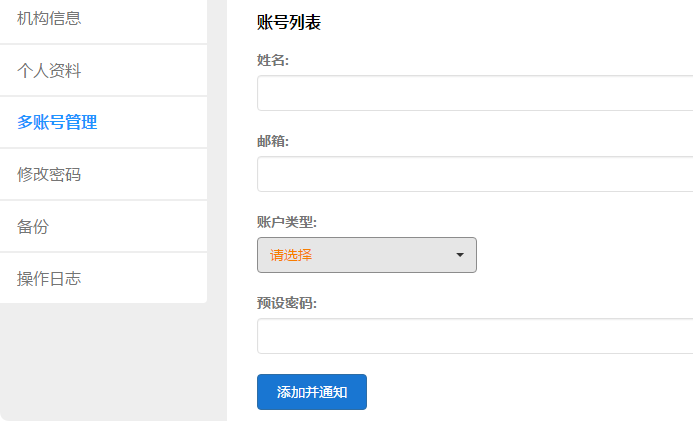 机构信息
个人资料
多账号管理
修改密码
备份
操作日志
账号列表
姓名:
邮箱:
账户类型:
请选择
预设密码:
添加并通知